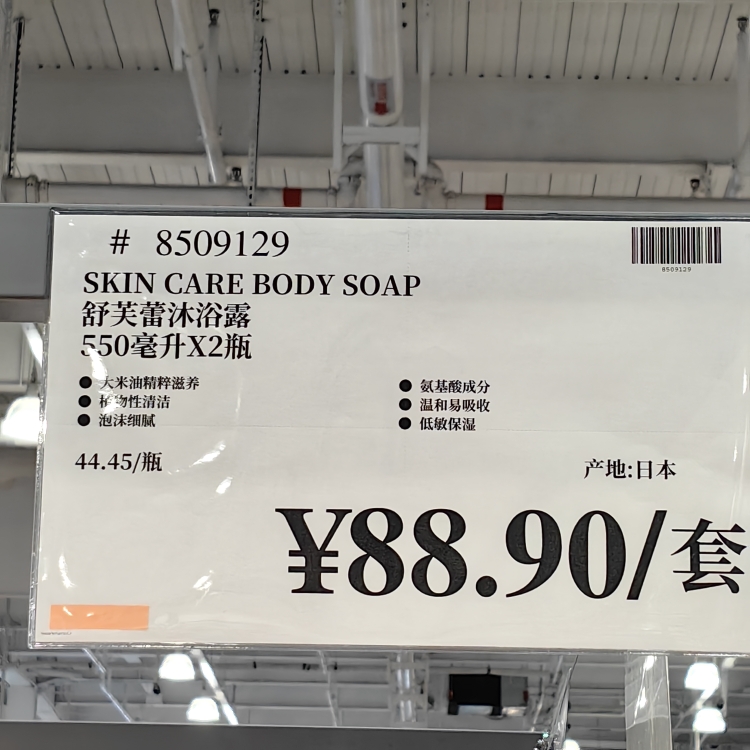 # 8509129
8509129
SKIN CARE BODY SOAP
舒芙蕾沐浴露
550毫升X2瓶
● 大米油精粹滋养
● 植物性清洁
● 泡沫细腻
● 氨基酸成分
● 温和易吸收
● 低敏保湿
44.45/瓶
产地:日本
¥88.90/套